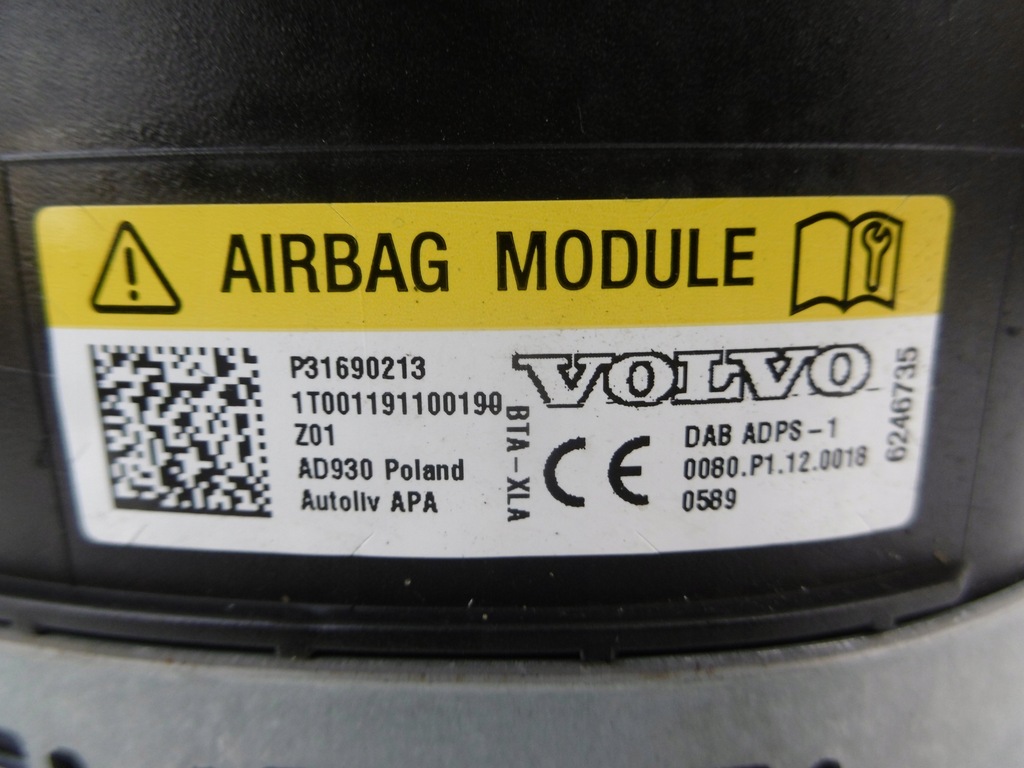 AIRBAG MODULE
P31690213
1T001191100190
Z01
AD930 Poland
Autoliv APA
BTA-XLA
VOLVO
CE
DAB ADPS-1
0080.P1.12.0018
0589
6246735